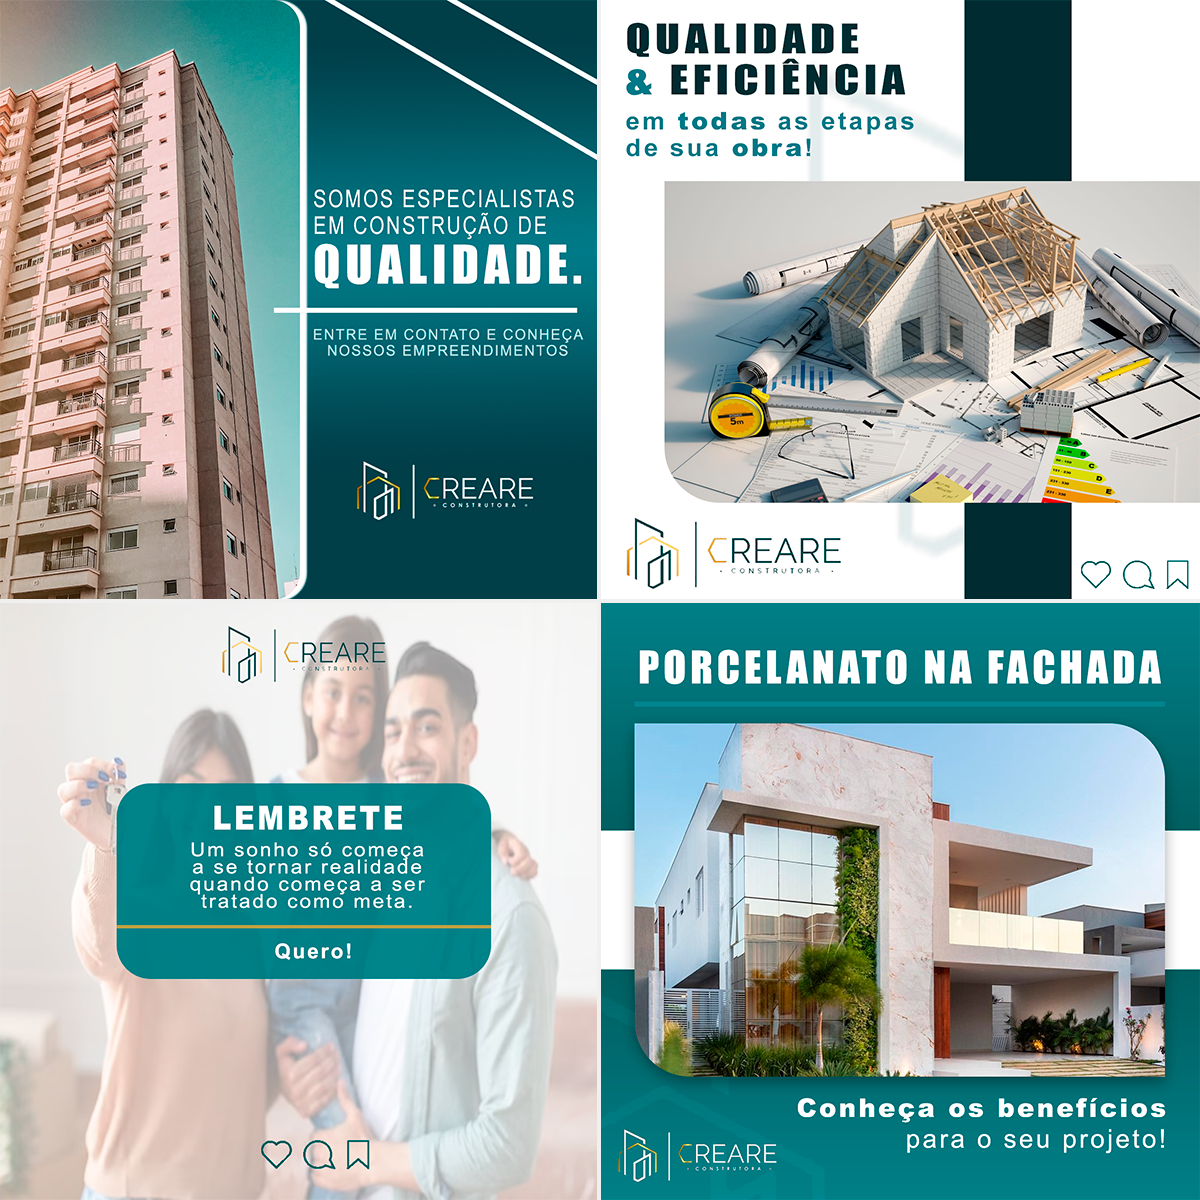 SOMOS ESPECIALISTAS
EM CONSTRUÇÃO DE
QUALIDADE.
ENTRE EM CONTATO E CONHEÇA
NOSSOS EMPREENDIMENTOS
CREARE
CONSTRUTORA
QUALIDADE
& EFICIÊNCIA
em todas as etapas
de sua obra!
5m
CREARE
CONSTRUTORA
CREARE
CONSTRUTORA
LEMBRETE
Um sonho só começa
a se tornar realidade
quando começa a ser
tratado como meta.
Quero!
PORCELANATO NA FACHADA
Conheça os benefícios
para o seu projeto!
CREARE
CONSTRUTORA